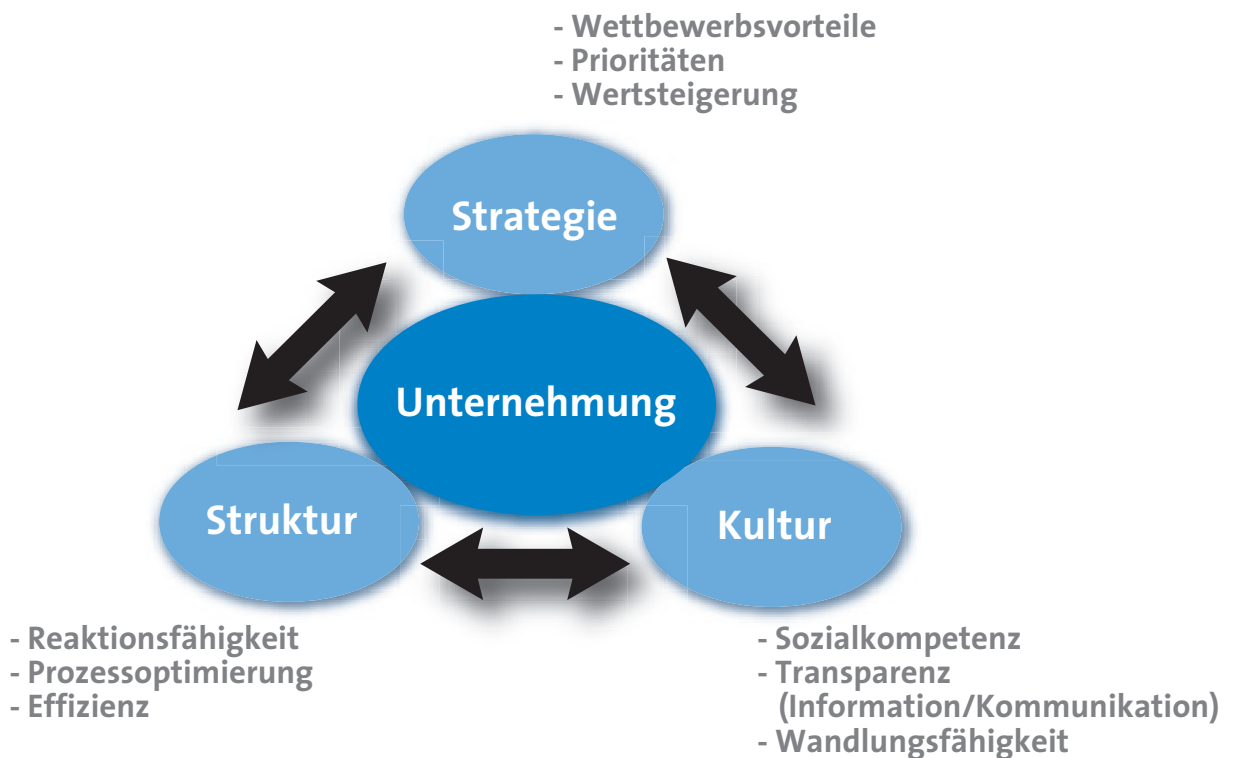 - Wettbewerbsvorteile
- Prioritäten
- Wertsteigerung
Strategie
Unternehmung
Struktur
Kultur
- Reaktionsfähigkeit
- Prozessoptimierung
- Effizienz
- Sozialkompetenz
- Transparenz
(Information/Kommunikation)
- Wandlungsfähigkeit